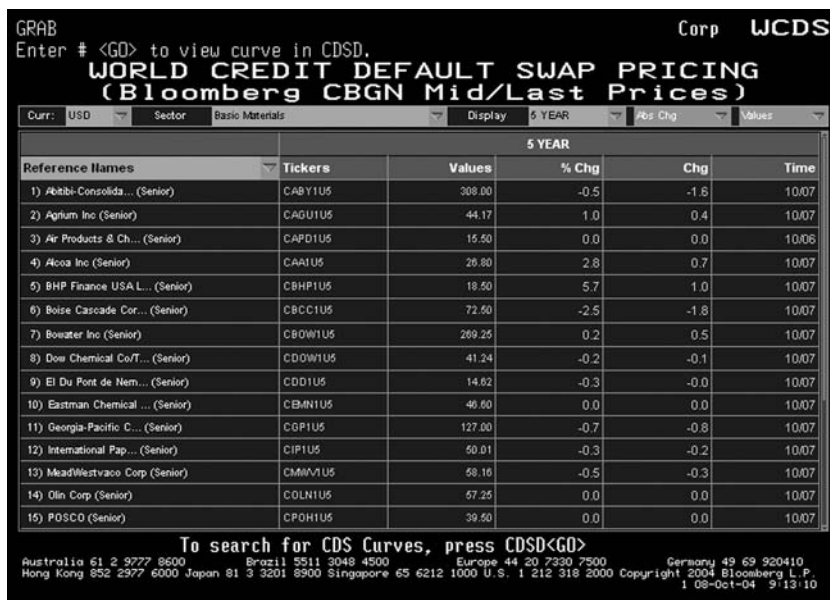 GRAB Corp WCDS
Enter # <GO> to view curve in CDSD.
WORLD CREDIT DEFAULT SWAP PRICING
(Bloomberg CBGN Mid/Last Prices)
Curr: USD Sector Basic Materials Display 5 YEAR Abs Chg Values
5 YEAR
Reference Names Tickers Values % Chg Chg Time
1) Abitibi-Consolida... (Senior) CABY1U5 308.00 -0.5 -1.6 10/07
2) Agrium Inc (Senior) CAGU1U5 44.17 1.0 0.4 10/07
3) Air Products & Ch... (Senior) CAPD1U5 15.50 0.0 0.0 10/06
4) Alcoa Inc (Senior) CAA1U5 26.80 2.8 0.7 10/07
5) BHP Finance USA L... (Senior) CBHP1U5 18.50 5.7 1.0 10/07
6) Boise Cascade Cor... (Senior) CBCC1U5 72.50 -2.5 -1.8 10/07
7) Bowater Inc (Senior) CBOW1U5 269.25 0.2 0.5 10/07
8) Dow Chemical Co/T... (Senior) CDOW1U5 41.24 -0.2 -0.1 10/07
9) EI Du Pont de Nem... (Senior) CDD1U5 14.62 -0.3 -0.0 10/07
10) Eastman Chemical ... (Senior) CEMN1U5 46.60 0.0 0.0 10/07
11) Georgia-Pacific C... (Senior) CGP1U5 127.00 -0.7 -0.8 10/07
12) International Pap... (Senior) CIP1U5 50.01 -0.3 -0.2 10/07
13) MeadWestvaco Corp (Senior) CMWV1U5 58.16 -0.5 -0.3 10/07
14) Olin Corp (Senior) COLN1U5 57.25 0.0 0.0 10/07
15) POSCO (Senior) CPOH1U5 39.50 0.0 0.0 10/07
To search for CDS Curves, press CDSD<GO>
Australia 61 2 9777 8600 Brazil 5511 3048 4500 Europe 44 20 7330 7500 Germany 49 69 920410
Hong Kong 852 2977 6000 Japan 81 3 3201 8900 Singapore 65 6212 1000 U.S. 1 212 318 2000 Copyright 2004 Bloomberg L.P.
1 08-Oct-04 9:13:10